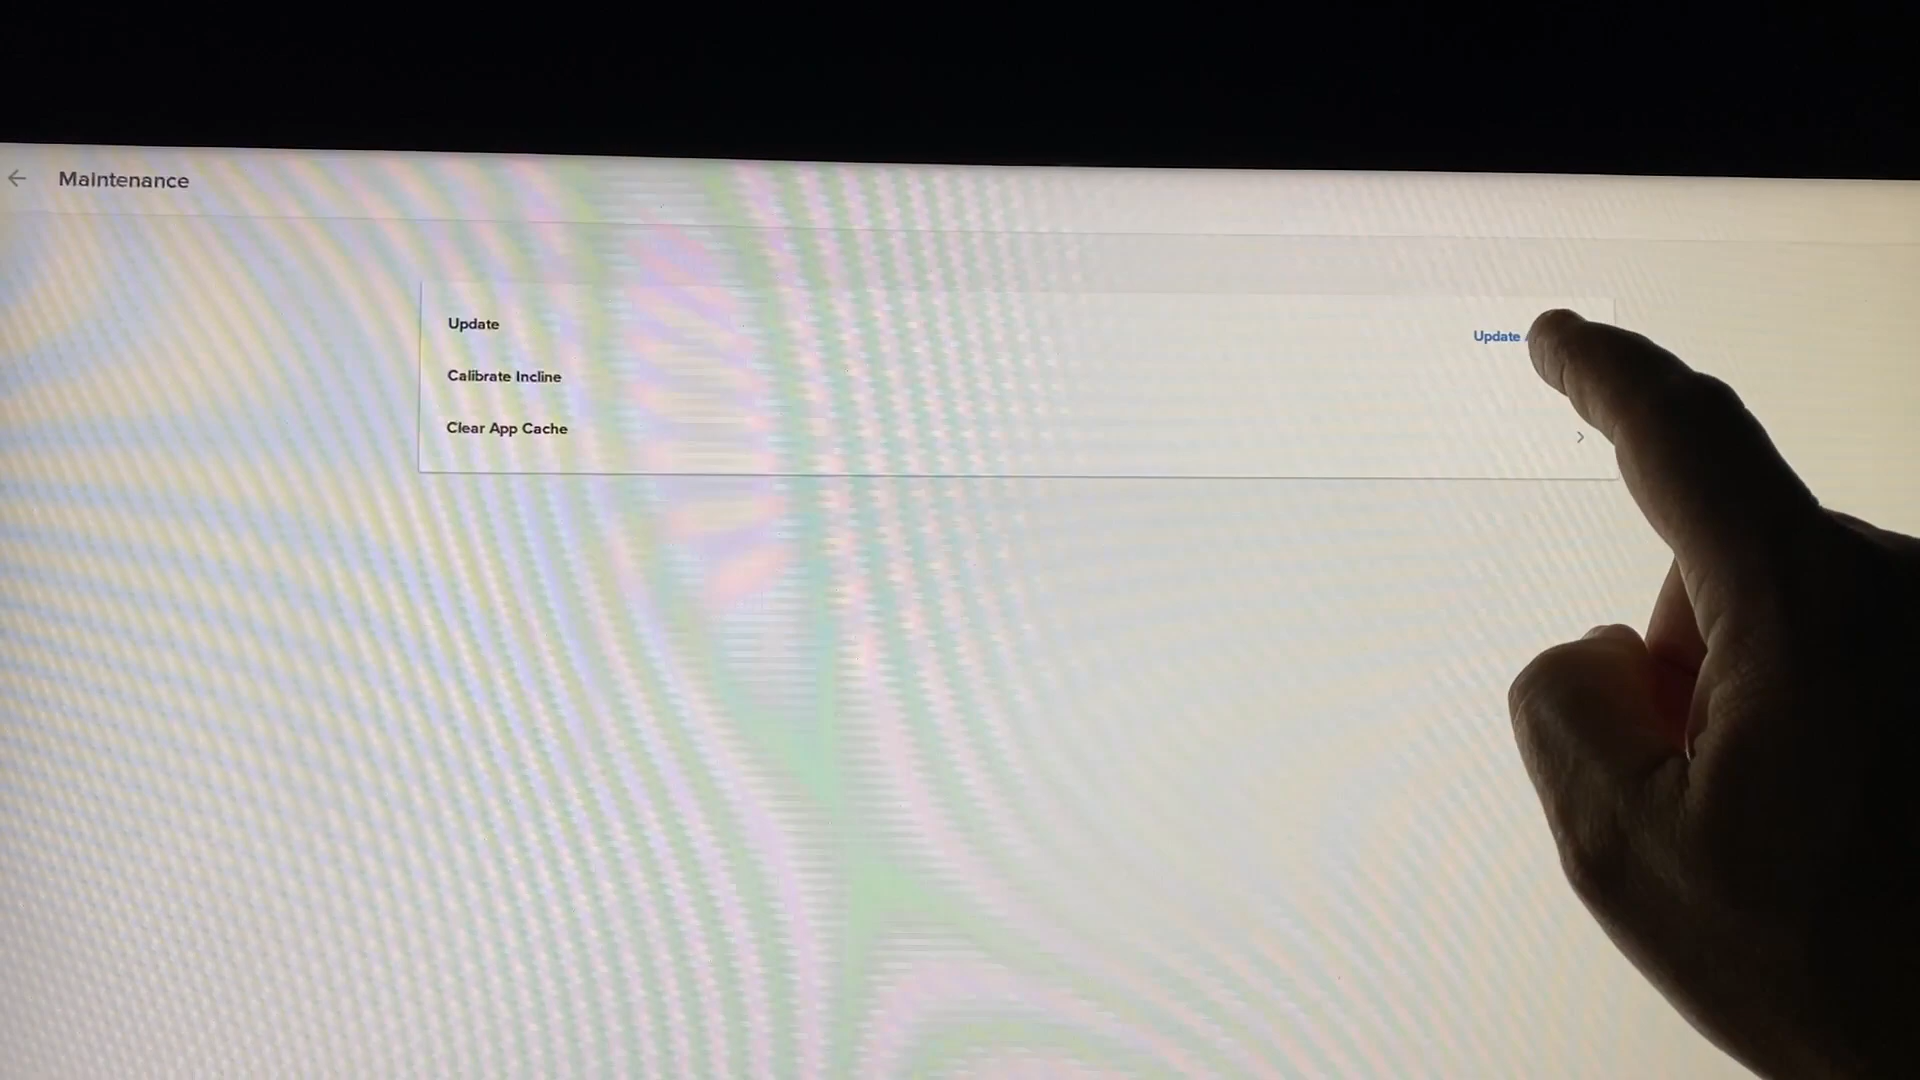 Maintenance
Update
Update
Calibrate Incline
Clear App Cache